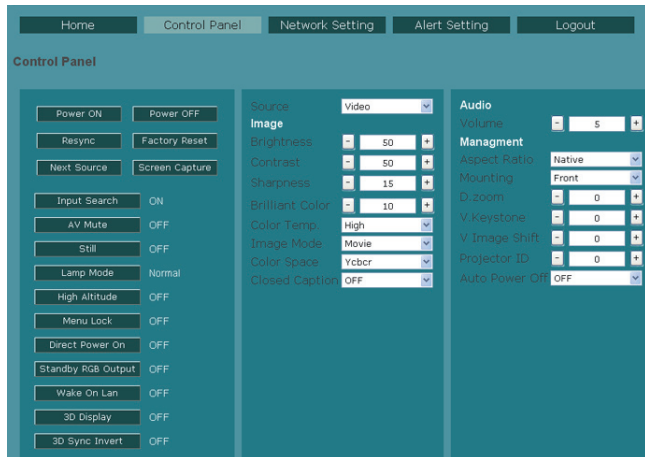 Home Control Panel Network Setting Alert Setting Logout
Control Panel
Power ON Power OFF
Resync Factory Reset
Next Source Screen Capture
Input Search ON
AV Mute OFF
Still OFF
Lamp Mode Normal
High Altitude OFF
Menu Lock OFF
Direct Power On OFF
Standby RGB Output OFF
Wake On Lan OFF
3D Display OFF
3D Sync Invert OFF
Source Video
Image
Brightness - 50 +
Contrast - 50 +
Sharpness - 15 +
Brilliant Color - 10 +
Color Temp. High
Image Mode Movie
Color Space Ycbcr
Closed Caption OFF
Audio
Volume - 5 +
Managment
Aspect Ratio Native
Mounting Front
D.zoom - 0 +
V.Keystone - 0 +
V Image Shift - 0 +
Projector ID - 0 +
Auto Power Off OFF